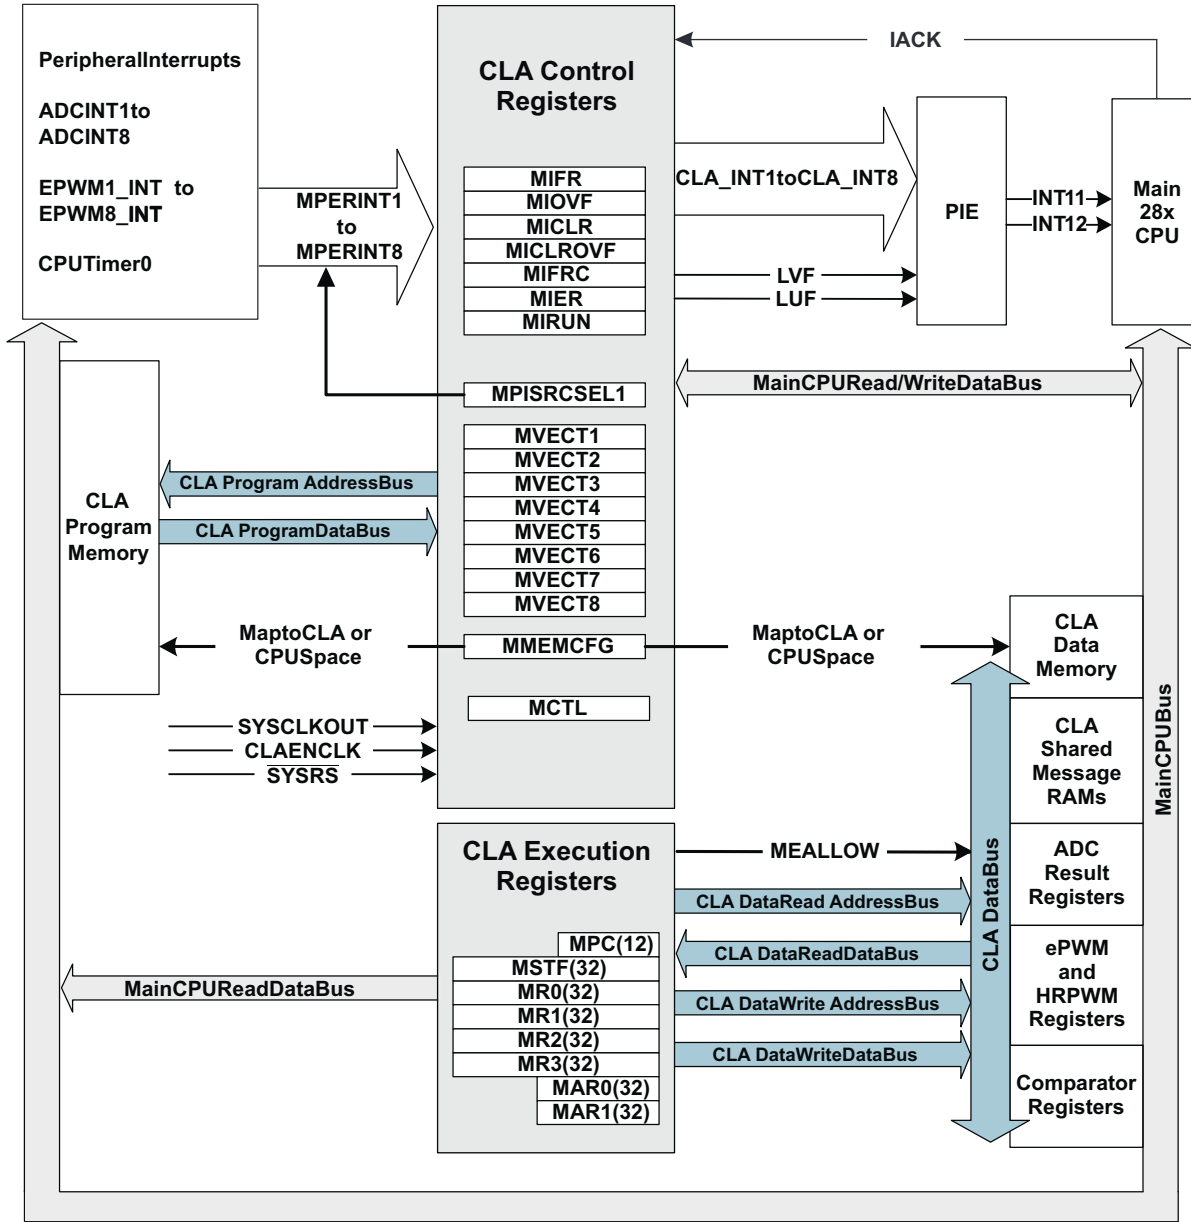 PeripheralInterrupts
ADCINT1to
ADCINT8
EPWM1_INT to
EPWM8_INT
CPUTimer0
MPERINT1
to
MPERINT8
CLA Control
Registers
MIFR
MIOVF
MICLR
MICLROVF
MIFRC
MIER
MIRUN
MPISRCSEL1
MVECT1
MVECT2
MVECT3
MVECT4
MVECT5
MVECT6
MVECT7
MVECT8
MMEMCFG
MCTL
IACK
CLA_INT1toCLA_INT8
LVF
LUF
PIE
INT11
INT12
Main
28x
CPU
MainCPURead/WriteDataBus
CLA
Program
Memory
CLA Program AddressBus
CLA ProgramDataBus
MaptoCLA or
CPUSpace
MaptoCLA or
CPUSpace
SYSCLKOUT
CLAENCLK
SYSRS
CLA
Data
Memory
CLA
Shared
Message
RAMs
ADC
Result
Registers
ePWM
and
HRPWM
Registers
Comparator
Registers
MainCPUBus
CLA DataBus
CLA Execution
Registers
MPC(12)
MSTF(32)
MR0(32)
MR1(32)
MR2(32)
MR3(32)
MAR0(32)
MAR1(32)
MEALLOW
CLA DataRead AddressBus
CLA DataReadDataBus
CLA DataWrite AddressBus
CLA DataWriteDataBus
MainCPUReadDataBus